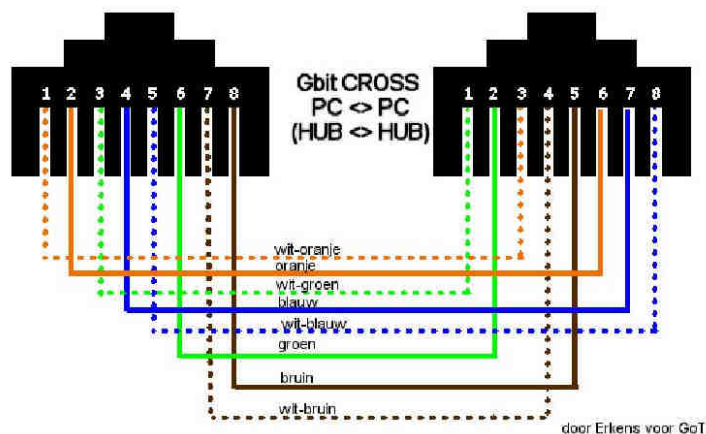 1 2 3 4 5 6 7 8
Gbit CROSS
PC <> PC
(HUB <> HUB)
1 2 3 4 5 6 7 8
wit-oranje
oranje
wit-groen
blauw
wit-blauw
groen
bruin
wit-bruin
door Erkens voor GoT